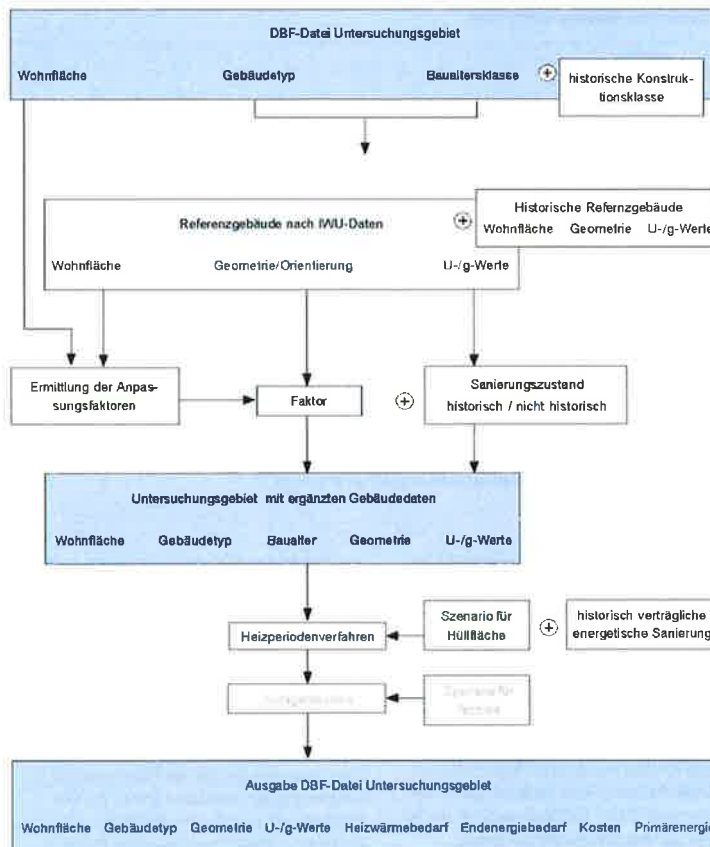 DBF-Datei Untersuchungsgebiet
Wohnfläche Gebäudetyp Baualtersklasse
historische Konstruk-
tionsklasse
Referenzgebäude nach IWU-Daten
Wohnfläche Geometrie/Orientierung U-/g-Werte
Historische Refernzgebäude
Wohnfläche Geometrie U-/g-Werte
Ermittlung der Anpas-
sungsfaktoren
Faktor
Sanierungszustand
historisch / nicht historisch
Untersuchungsgebiet mit ergänzten Gebäudedaten
Wohnfläche Gebäudetyp Baualter Geometrie U-/g-Werte
Heizperiodenverfahren
Szenario für
Hüllfläche
historisch verträgliche
energetische Sanierung
Szenario für
Ausgabe DBF-Datei Untersuchungsgebiet
Wohnfläche Gebäudetyp Geometrie U-/g-Werte Heizwärmebedarf Endenergiebedarf Kosten Primärenergie